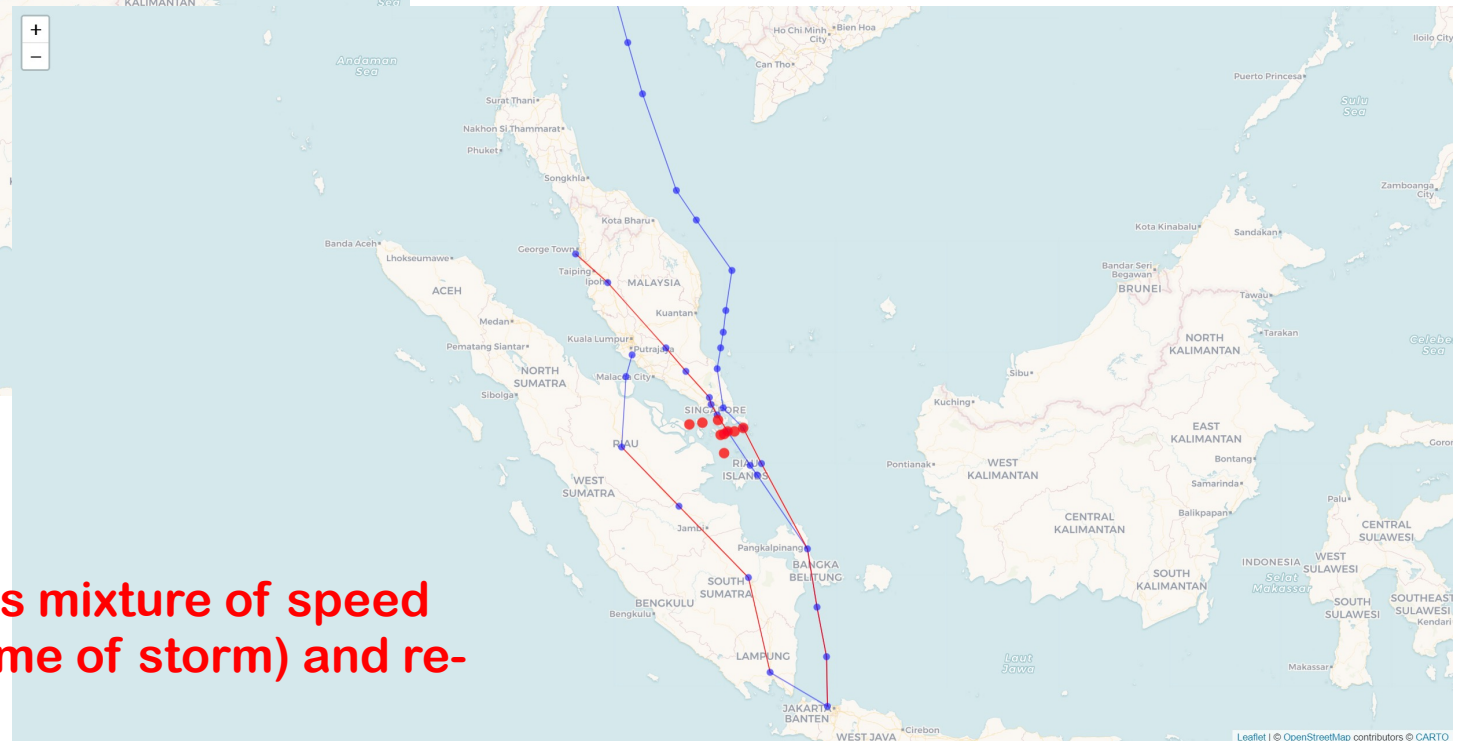 KALIMANTAN
Sea
+
−
Ho Chi Minh City
Bien Hoa
Iloilo City
Andaman Sea
Can Tho
Puerto Princesa
Surat Thani
Sulu Sea
Nakhon Si Thammarat
Phuket
Songkhla
Zamboanga City
Kota Bharu
Kota Kinabalu
Sandakan
Banda Aceh
George Town
Lhokseumawe
Taiping
Ipoh
MALAYSIA
Bandar Seri Begawan
BRUNEI
ACEH
Tawau
Kuantan
Medan
Tarakan
Kuala Lumpur
Pematang Siantar
Putrajaya
NORTH KALIMANTAN
NORTH SUMATRA
Malacca City
Sibu
Sibolga
Kuching
SINGAPORE
EAST KALIMANTAN
RIAU
RIAU ISLANDS
Pontianak
WEST KALIMANTAN
Bontang
WEST SUMATRA
Samarinda
Palu
Jambi
CENTRAL KALIMANTAN
Balikpapan
CENTRAL SULAWESI
Pangkalpinang
BANGKA BELITUNG
INDONESIA
WEST SULAWESI
SOUTH SUMATRA
SOUTH KALIMANTAN
Selat Makassar
s mixture of speed
BENGKULU
Bengkulu
SOUTH SULAWESI
SOUTHEAST SULAWESI
Kendari
me of storm) and re-
LAMPUNG
Laut Jawa
Makassar
JAKARTA
BANTEN
WEST JAVA
Cirebon
Leaflet | © OpenStreetMap contributors © CARTO